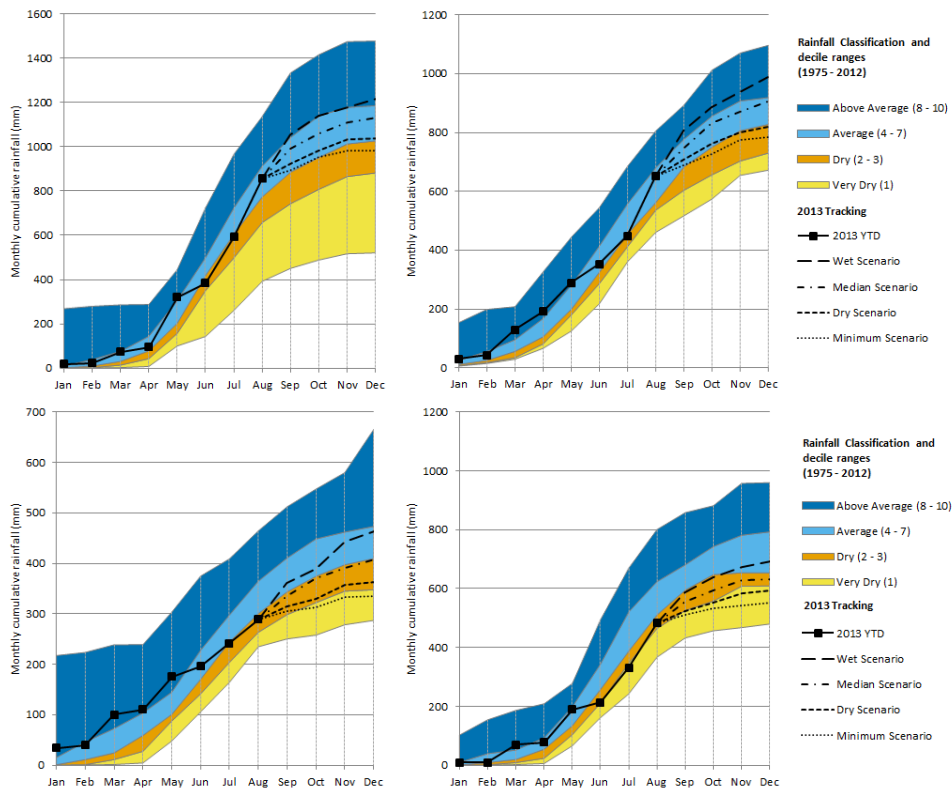 Monthly cumulative rainfall (mm)
1600
1400
1200
1000
800
600
400
200
0
Jan Feb Mar Apr May Jun Jul Aug Sep Oct Nov Dec
Monthly cumulative rainfall (mm)
1200
1000
800
600
400
200
0
Jan Feb Mar Apr May Jun Jul Aug Sep Oct Nov Dec
Rainfall Classification and
decile ranges
(1975 - 2012)
Above Average (8 - 10)
Average (4 - 7)
Dry (2 - 3)
Very Dry (1)
2013 Tracking
2013 YTD
Wet Scenario
Median Scenario
Dry Scenario
Minimum Scenario
Monthly cumulative rainfall (mm)
700
600
500
400
300
200
100
0
Jan Feb Mar Apr May Jun Jul Aug Sep Oct Nov Dec
Monthly cumulative rainfall (mm)
1200
1000
800
600
400
200
0
Jan Feb Mar Apr May Jun Jul Aug Sep Oct Nov Dec
Rainfall Classification and
decile ranges
(1975 - 2012)
Above Average (8 - 10)
Average (4 - 7)
Dry (2 - 3)
Very Dry (1)
2013 Tracking
2013 YTD
Wet Scenario
Median Scenario
Dry Scenario
Minimum Scenario